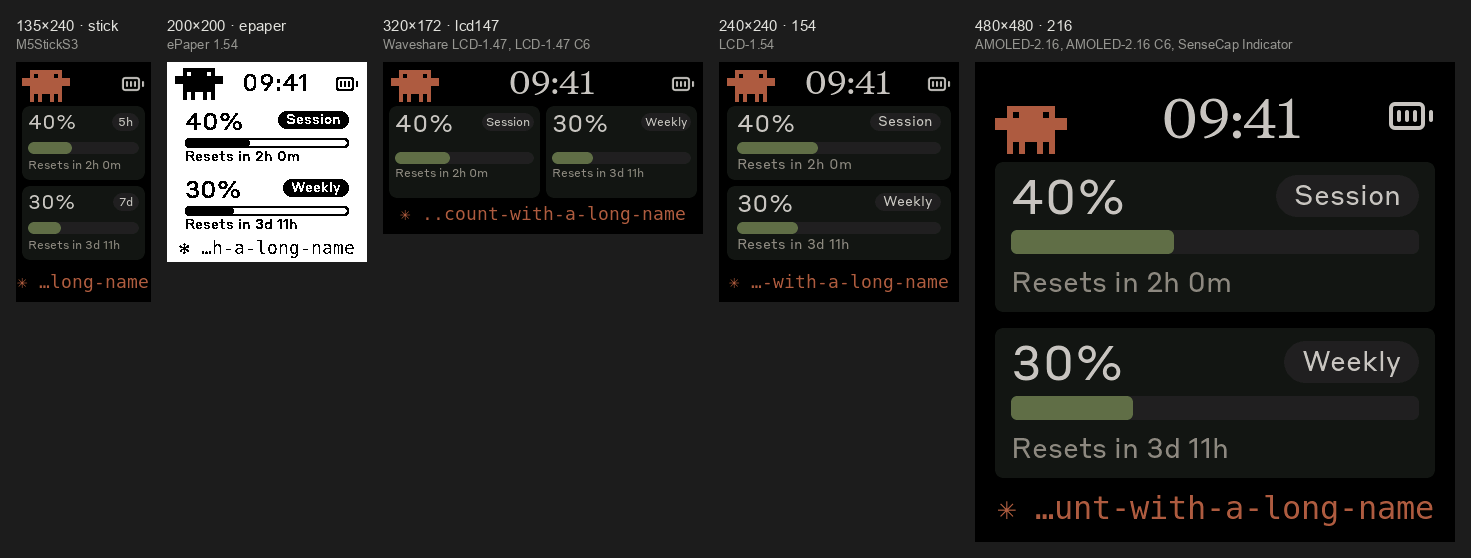 135×240 · stick
M5StickS3
40% 5h
Resets in 2h 0m
30% 7d
Resets in 3d 11h
✳ …long-name
200×200 · epaper
ePaper 1.54
09:41
40% Session
Resets in 2h 0m
30% Weekly
Resets in 3d 11h
✳ …h-a-long-name
320×172 · lcd147
Waveshare LCD-1.47, LCD-1.47 C6
09:41
40% Session
Resets in 2h 0m
30% Weekly
Resets in 3d 11h
✳ ..count-with-a-long-name
240×240 · 154
LCD-1.54
09:41
40% Session
Resets in 2h 0m
30% Weekly
Resets in 3d 11h
✳ …-with-a-long-name
480×480 · 216
AMOLED-2.16, AMOLED-2.16 C6, SenseCap Indicator
09:41
40% Session
Resets in 2h 0m
30% Weekly
Resets in 3d 11h
✳ …unt-with-a-long-name